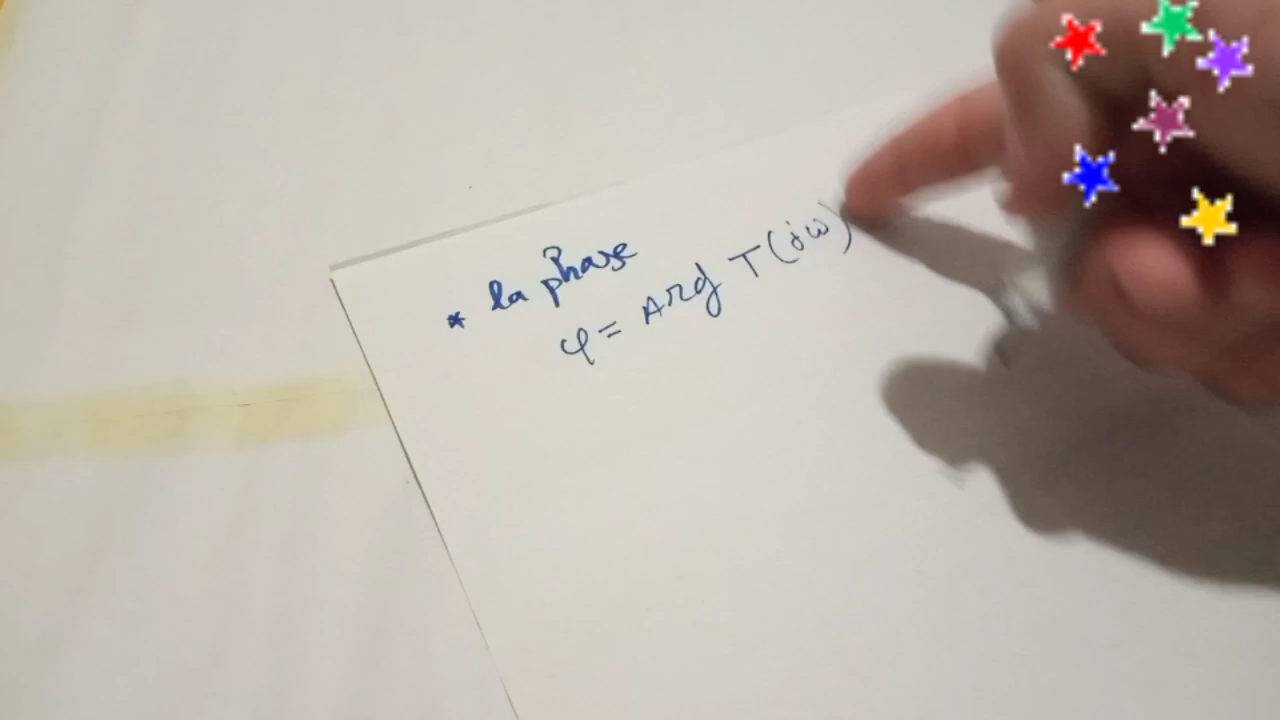 * la phase
φ = Arg T(jω)